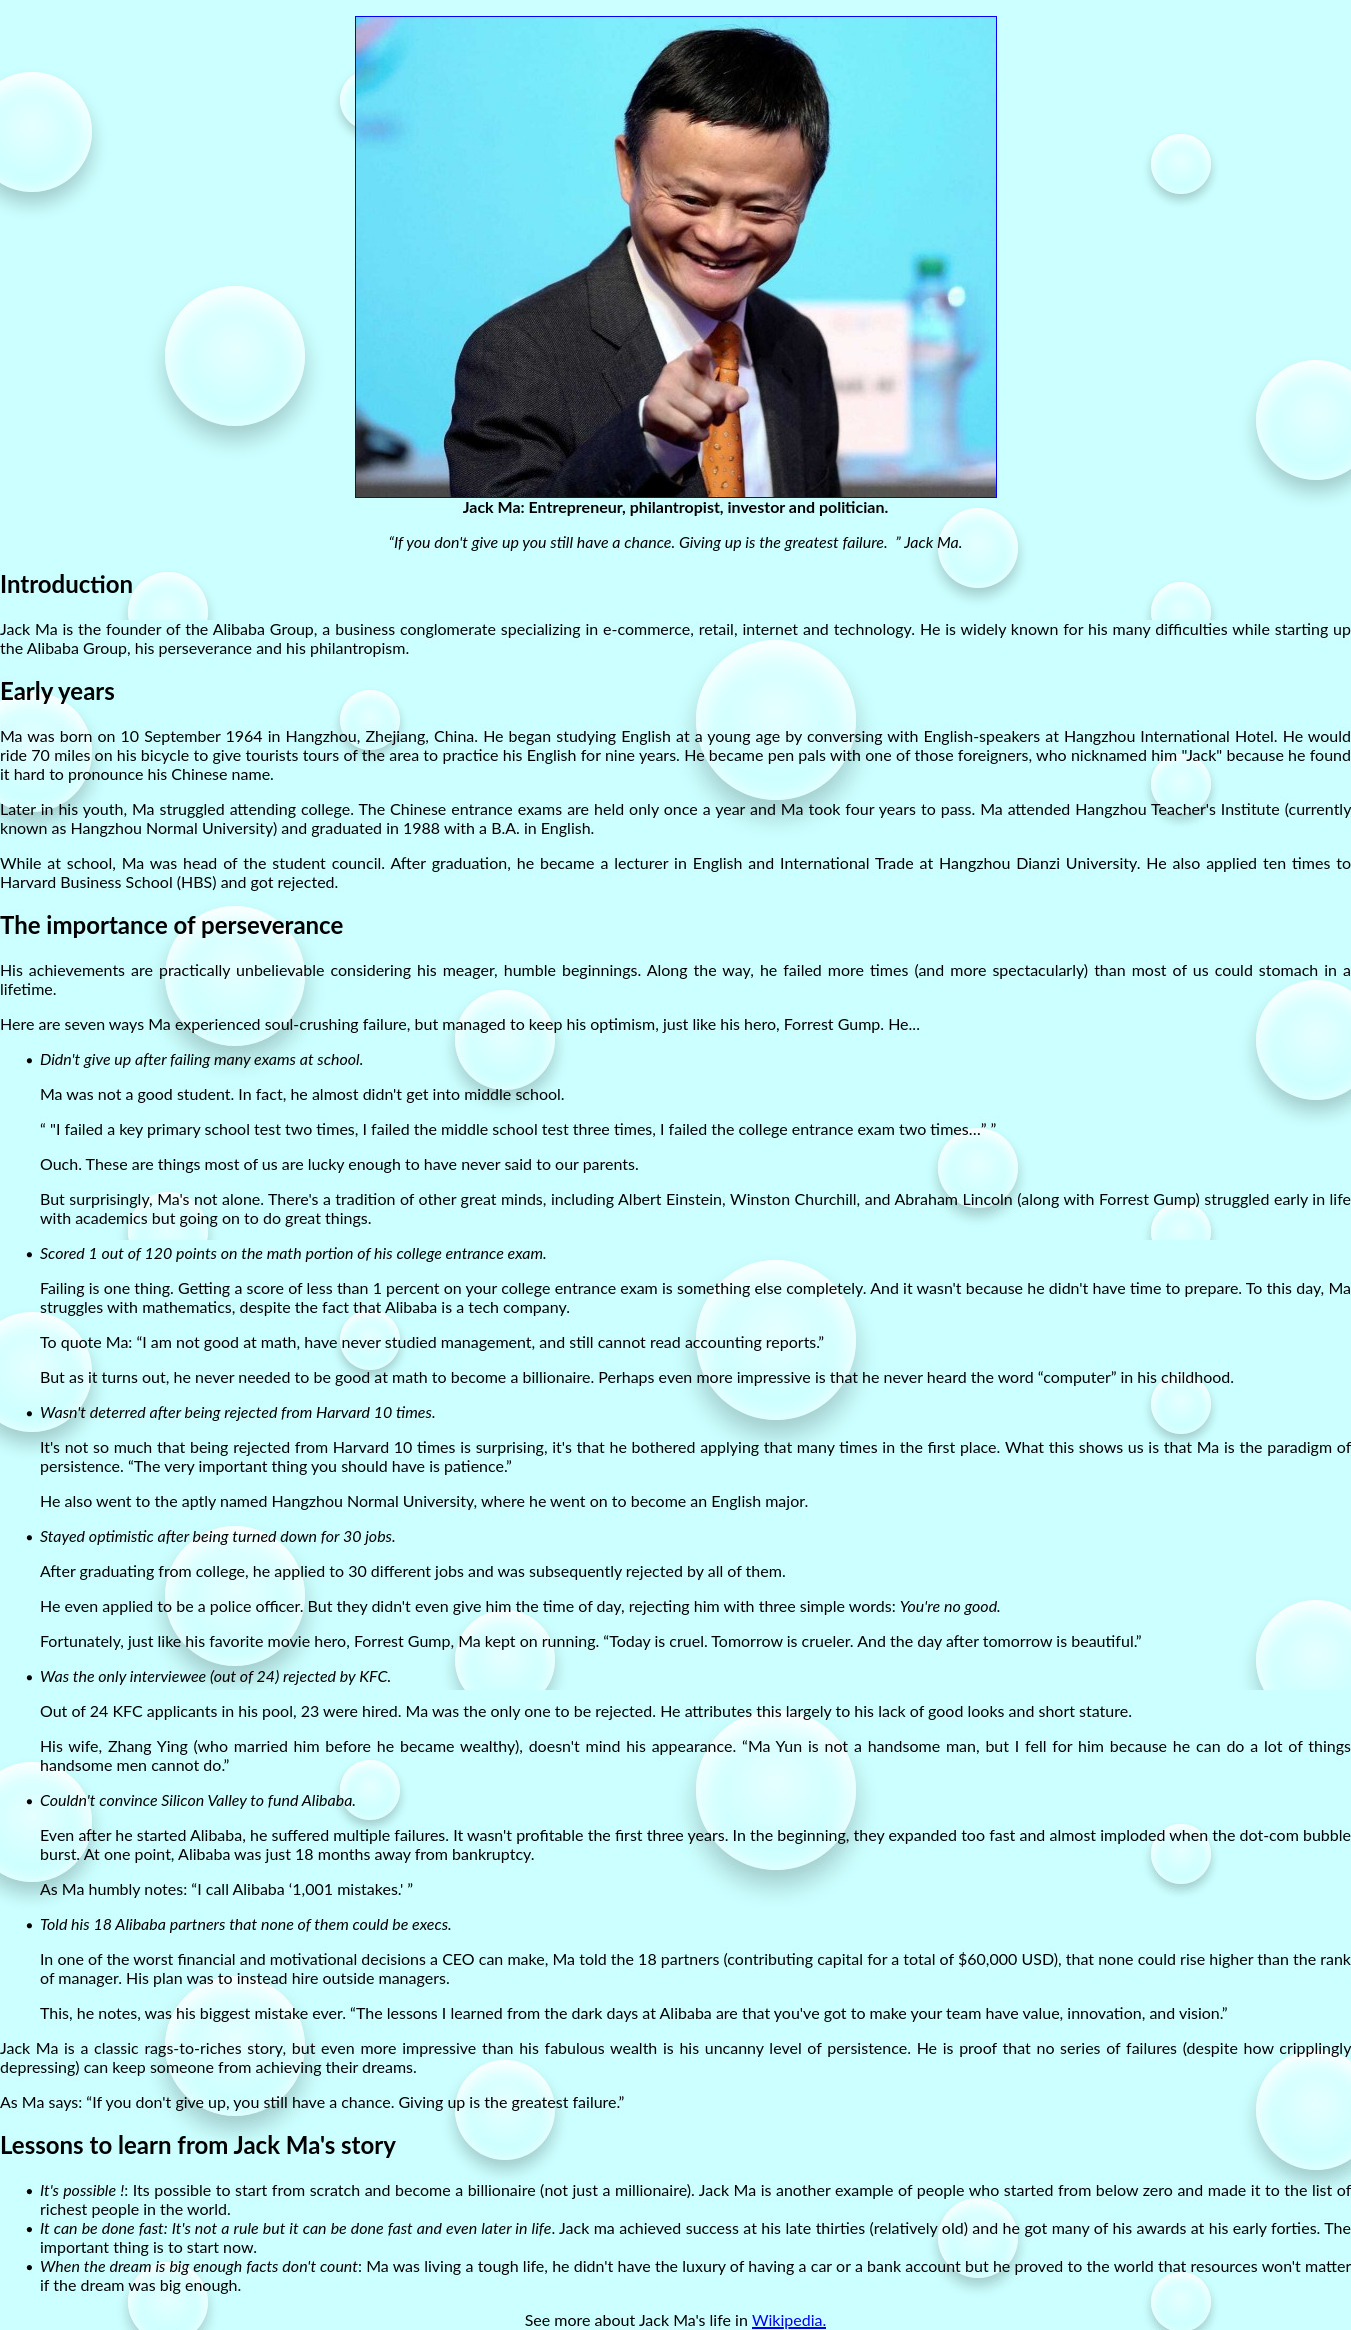 Jack Ma: Entrepreneur, philantropist, investor and politician.
“If you don't give up you still have a chance. Giving up is the greatest failure.  ” Jack Ma.
Introduction
Jack Ma is the founder of the Alibaba Group, a business conglomerate specializing in e-commerce, retail, internet and technology. He is widely known for his many difficulties while starting up
the Alibaba Group, his perseverance and his philantropism.
Early years
Ma was born on 10 September 1964 in Hangzhou, Zhejiang, China. He began studying English at a young age by conversing with English-speakers at Hangzhou International Hotel. He would
ride 70 miles on his bicycle to give tourists tours of the area to practice his English for nine years. He became pen pals with one of those foreigners, who nicknamed him "Jack" because he found
it hard to pronounce his Chinese name.
Later in his youth, Ma struggled attending college. The Chinese entrance exams are held only once a year and Ma took four years to pass. Ma attended Hangzhou Teacher's Institute (currently
known as Hangzhou Normal University) and graduated in 1988 with a B.A. in English.
While at school, Ma was head of the student council. After graduation, he became a lecturer in English and International Trade at Hangzhou Dianzi University. He also applied ten times to
Harvard Business School (HBS) and got rejected.
The importance of perseverance
His achievements are practically unbelievable considering his meager, humble beginnings. Along the way, he failed more times (and more spectacularly) than most of us could stomach in a
lifetime.
Here are seven ways Ma experienced soul-crushing failure, but managed to keep his optimism, just like his hero, Forrest Gump. He...
• Didn't give up after failing many exams at school.
Ma was not a good student. In fact, he almost didn't get into middle school.
“ "I failed a key primary school test two times, I failed the middle school test three times, I failed the college entrance exam two times...” ”
Ouch. These are things most of us are lucky enough to have never said to our parents.
But surprisingly, Ma's not alone. There's a tradition of other great minds, including Albert Einstein, Winston Churchill, and Abraham Lincoln (along with Forrest Gump) struggled early in life
with academics but going on to do great things.
• Scored 1 out of 120 points on the math portion of his college entrance exam.
Failing is one thing. Getting a score of less than 1 percent on your college entrance exam is something else completely. And it wasn't because he didn't have time to prepare. To this day, Ma
struggles with mathematics, despite the fact that Alibaba is a tech company.
To quote Ma: “I am not good at math, have never studied management, and still cannot read accounting reports.”
But as it turns out, he never needed to be good at math to become a billionaire. Perhaps even more impressive is that he never heard the word “computer” in his childhood.
• Wasn't deterred after being rejected from Harvard 10 times.
It's not so much that being rejected from Harvard 10 times is surprising, it's that he bothered applying that many times in the first place. What this shows us is that Ma is the paradigm of
persistence. “The very important thing you should have is patience.”
He also went to the aptly named Hangzhou Normal University, where he went on to become an English major.
• Stayed optimistic after being turned down for 30 jobs.
After graduating from college, he applied to 30 different jobs and was subsequently rejected by all of them.
He even applied to be a police officer. But they didn't even give him the time of day, rejecting him with three simple words: You're no good.
Fortunately, just like his favorite movie hero, Forrest Gump, Ma kept on running. “Today is cruel. Tomorrow is crueler. And the day after tomorrow is beautiful.”
• Was the only interviewee (out of 24) rejected by KFC.
Out of 24 KFC applicants in his pool, 23 were hired. Ma was the only one to be rejected. He attributes this largely to his lack of good looks and short stature.
His wife, Zhang Ying (who married him before he became wealthy), doesn't mind his appearance. “Ma Yun is not a handsome man, but I fell for him because he can do a lot of things
handsome men cannot do.”
• Couldn't convince Silicon Valley to fund Alibaba.
Even after he started Alibaba, he suffered multiple failures. It wasn't profitable the first three years. In the beginning, they expanded too fast and almost imploded when the dot-com bubble
burst. At one point, Alibaba was just 18 months away from bankruptcy.
As Ma humbly notes: “I call Alibaba ‘1,001 mistakes.' ”
• Told his 18 Alibaba partners that none of them could be execs.
In one of the worst financial and motivational decisions a CEO can make, Ma told the 18 partners (contributing capital for a total of $60,000 USD), that none could rise higher than the rank
of manager. His plan was to instead hire outside managers.
This, he notes, was his biggest mistake ever. “The lessons I learned from the dark days at Alibaba are that you've got to make your team have value, innovation, and vision.”
Jack Ma is a classic rags-to-riches story, but even more impressive than his fabulous wealth is his uncanny level of persistence. He is proof that no series of failures (despite how cripplingly
depressing) can keep someone from achieving their dreams.
As Ma says: “If you don't give up, you still have a chance. Giving up is the greatest failure.”
Lessons to learn from Jack Ma's story
• It's possible !: Its possible to start from scratch and become a billionaire (not just a millionaire). Jack Ma is another example of people who started from below zero and made it to the list of
richest people in the world.
• It can be done fast: It's not a rule but it can be done fast and even later in life. Jack ma achieved success at his late thirties (relatively old) and he got many of his awards at his early forties. The
important thing is to start now.
• When the dream is big enough facts don't count: Ma was living a tough life, he didn't have the luxury of having a car or a bank account but he proved to the world that resources won't matter
if the dream was big enough.
See more about Jack Ma's life in Wikipedia.